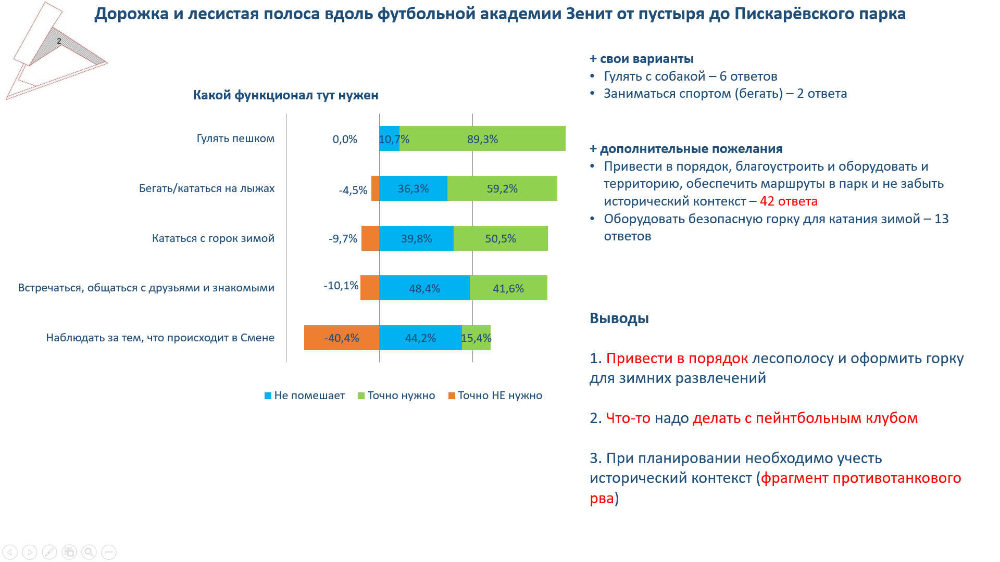 Дорожка и лесистая полоса вдоль футбольной академии Зенит от пустыря до Пискарёвского парка
2
Какой функционал тут нужен
Гулять пешком
0,0%
10,7%
89,3%
Бегать/кататься на лыжах
-4,5%
36,3%
59,2%
Кататься с горок зимой
-9,7%
39,8%
50,5%
Встречаться, общаться с друзьями и знакомыми
-10,1%
48,4%
41,6%
Наблюдать за тем, что происходит в Смене
-40,4%
44,2%
15,4%
Не помешает
Точно нужно
Точно НЕ нужно
+ свои варианты
• Гулять с собакой – 6 ответов
• Заниматься спортом (бегать) – 2 ответа
+ дополнительные пожелания
• Привести в порядок, благоустроить и оборудовать и
территорию, обеспечить маршруты в парк и не забыть
исторический контекст – 42 ответа
• Оборудовать безопасную горку для катания зимой – 13
ответов
Выводы
1. Привести в порядок лесополосу и оформить горку
для зимних развлечений
2. Что-то надо делать с пейнтбольным клубом
3. При планировании необходимо учесть
исторический контекст (фрагмент противотанкового
рва)